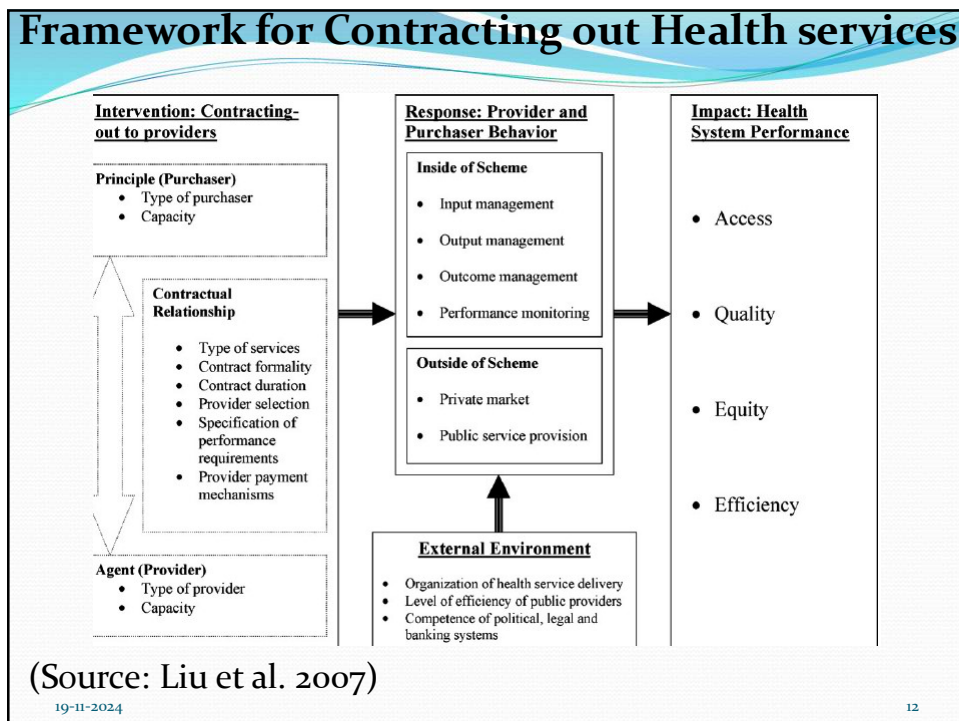 Framework for Contracting out Health services
Intervention: Contracting-
out to providers
Principle (Purchaser)
• Type of purchaser
• Capacity
Contractual
Relationship
• Type of services
• Contract formality
• Contract duration
• Provider selection
• Specification of
performance
requirements
• Provider payment
mechanisms
Agent (Provider)
• Type of provider
• Capacity
Response: Provider and
Purchaser Behavior
Inside of Scheme
• Input management
• Output management
• Outcome management
• Performance monitoring
Outside of Scheme
• Private market
• Public service provision
External Environment
• Organization of health service delivery
• Level of efficiency of public providers
• Competence of political, legal and
banking systems
Impact: Health
System Performance
• Access
• Quality
• Equity
• Efficiency
(Source: Liu et al. 2007)
19-11-2024
12